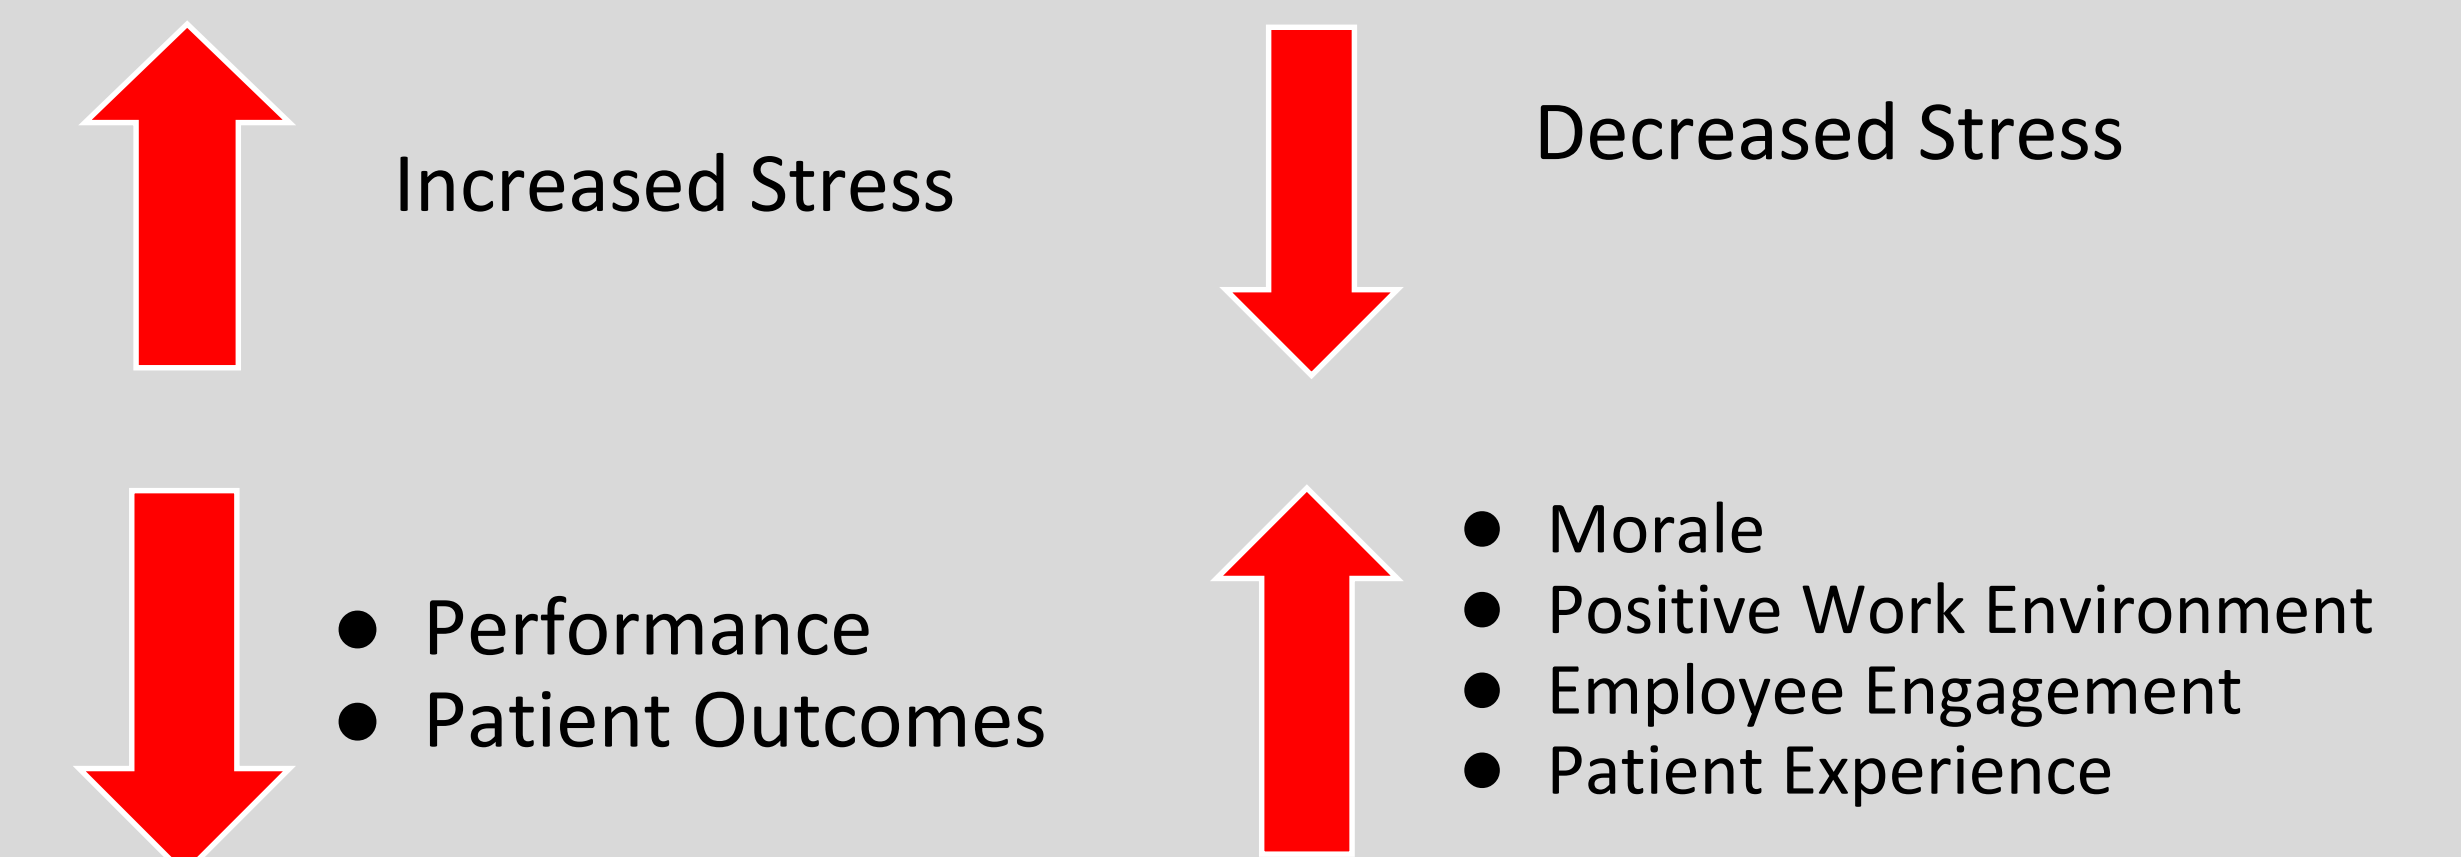 Increased Stress
● Performance
● Patient Outcomes
Decreased Stress
● Morale
● Positive Work Environment
● Employee Engagement
● Patient Experience